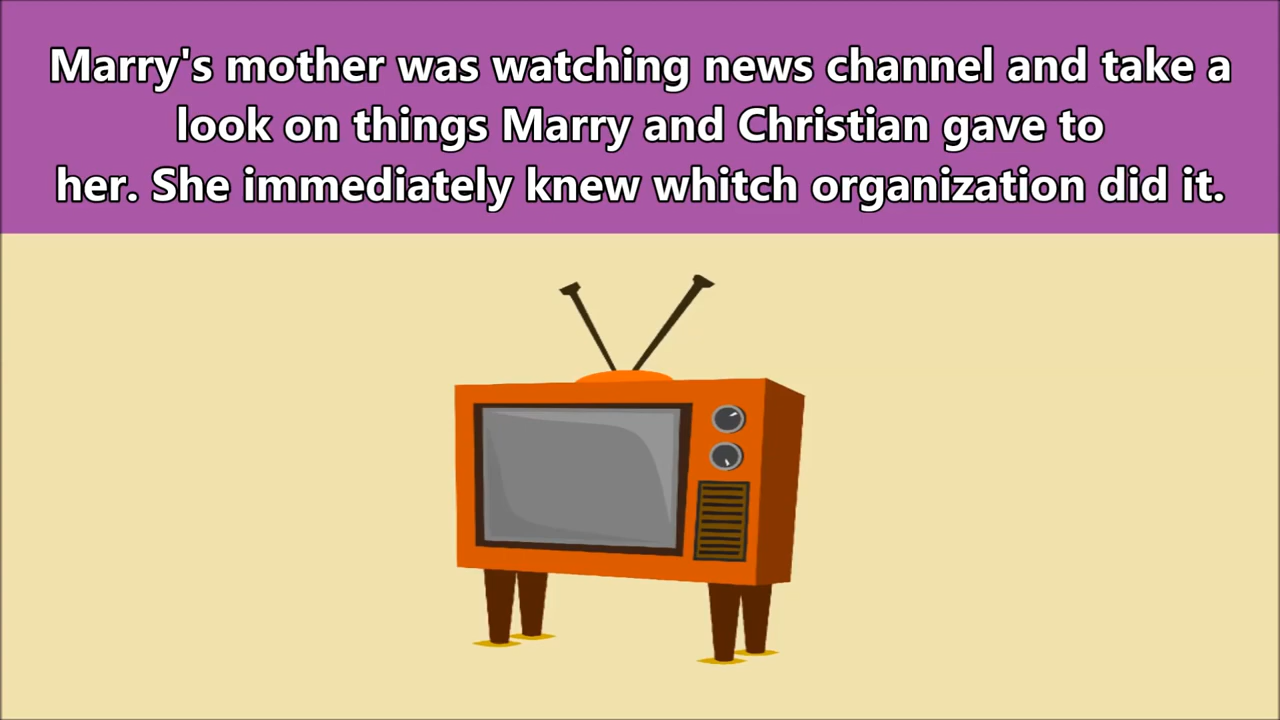 Marry's mother was watching news channel and take a
look on things Marry and Christian gave to
her. She immediately knew whitch organization did it.